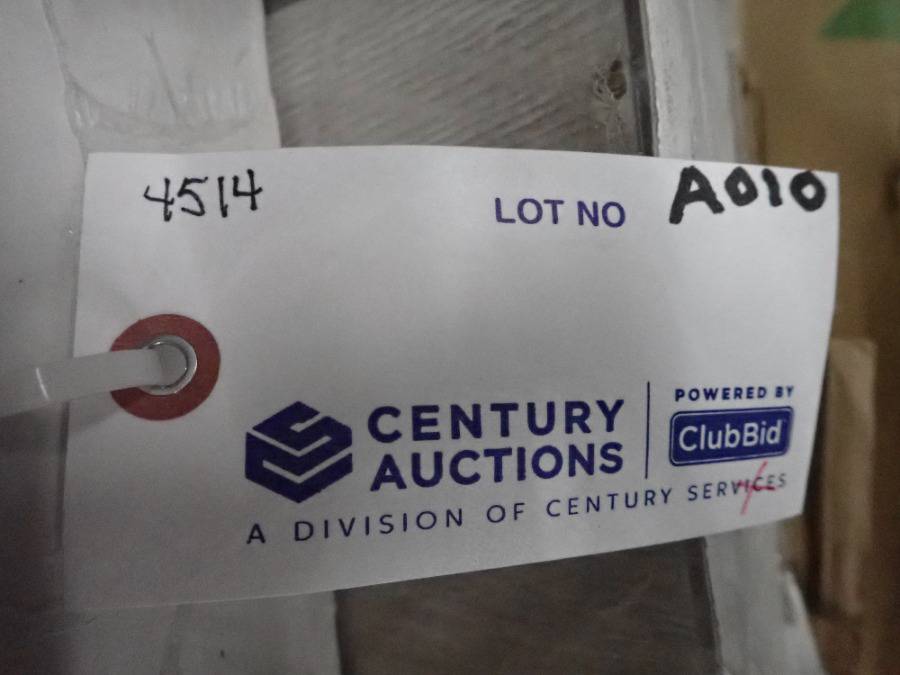 4514 LOT NO A010
CENTURY AUCTIONS
POWERED BY
ClubBid
A DIVISION OF CENTURY SERVICES